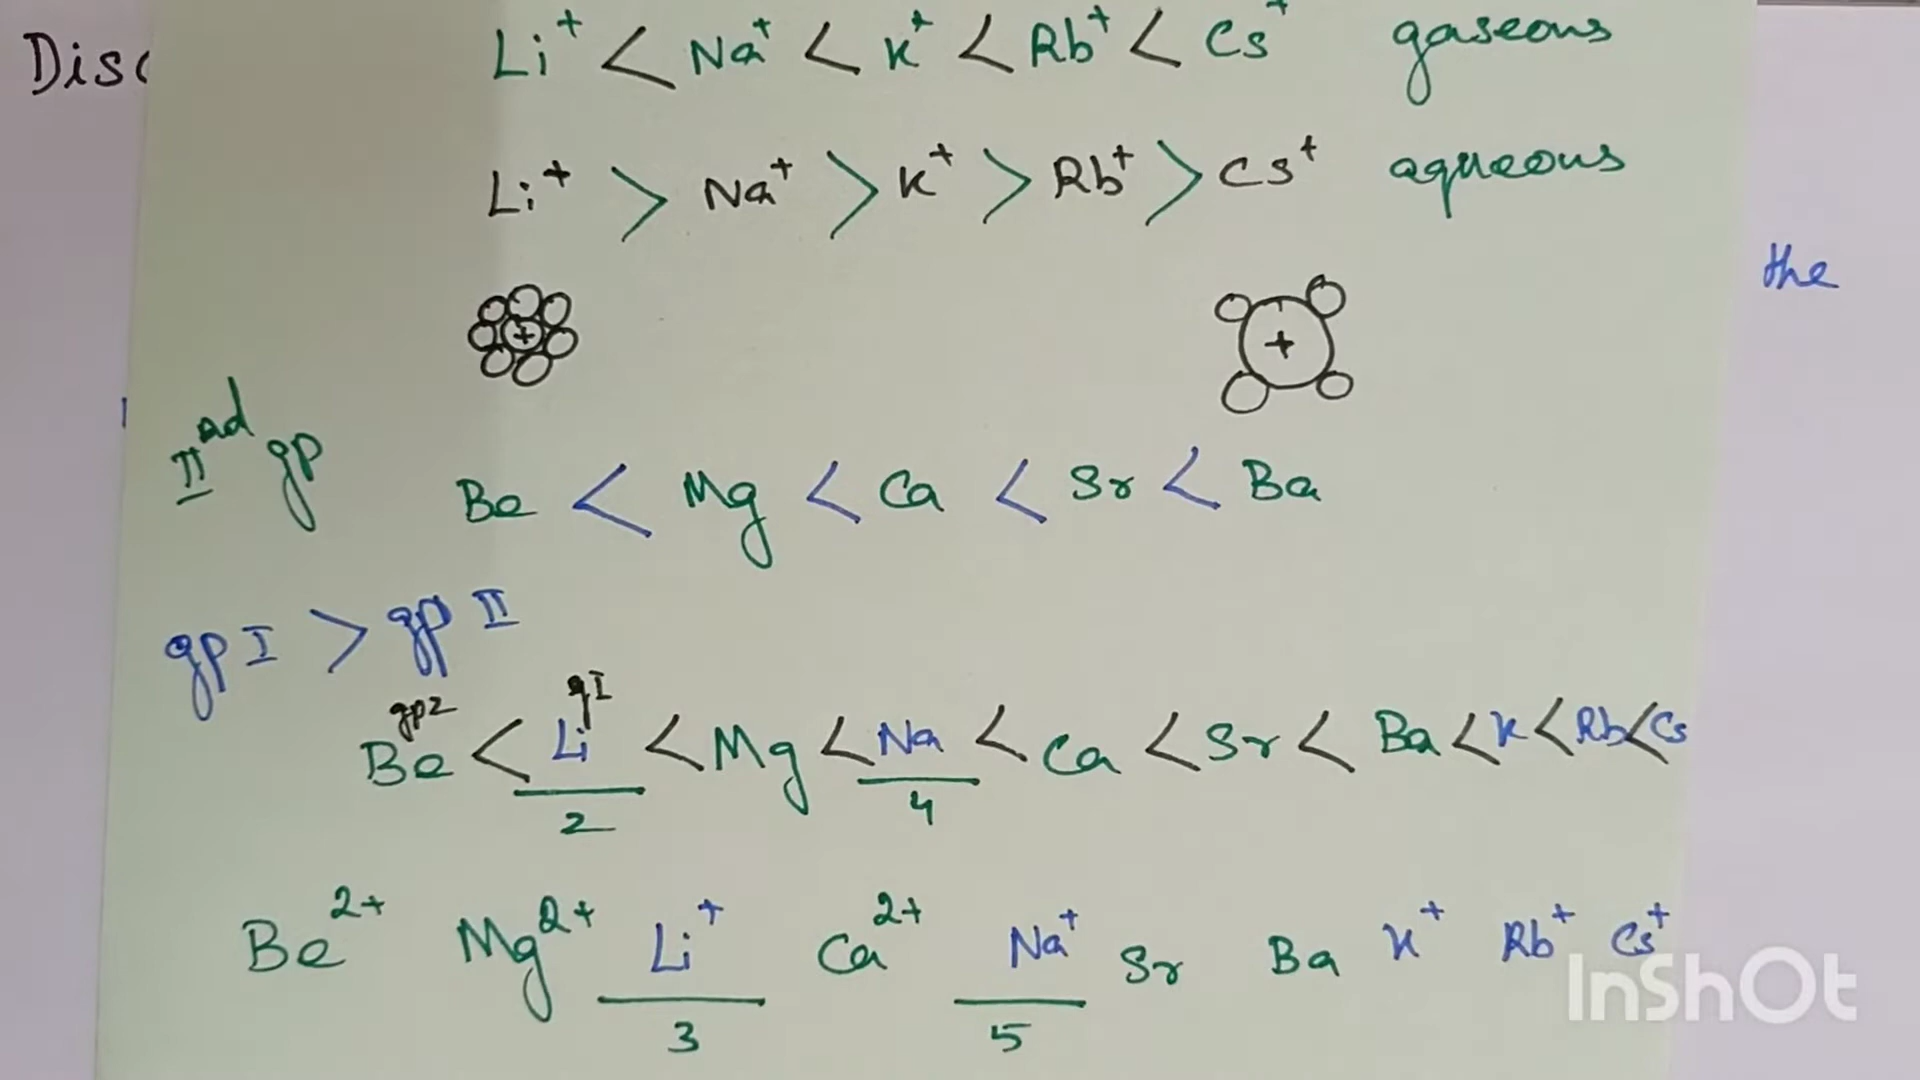 Disc
Li⁺ < Na⁺ < K⁺ < Rb⁺ < Cs⁺ gaseous
Li⁺ > Na⁺ > K⁺ > Rb⁺ > Cs⁺ aqueous
the
+ +
IInd gp
Be < Mg < Ca < Sr < Ba
gp I > gp II
gp2 gI
Be < Li < Mg < Na < Ca < Sr < Ba < K < Rb < Cs
2 4
Be²⁺ Mg²⁺ Li⁺ Ca²⁺ Na⁺ Sr Ba K⁺ Rb⁺ Cs⁺
3 5
InShOt